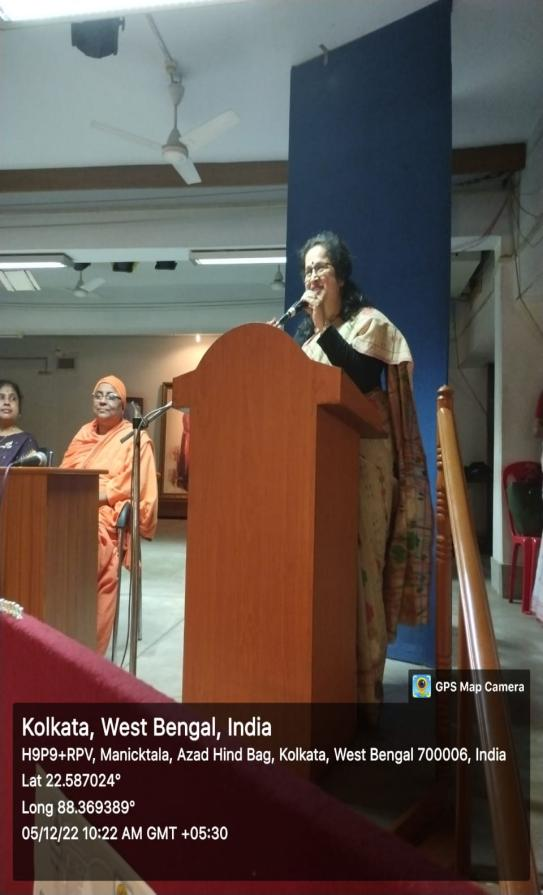 GPS Map Camera
Kolkata, West Bengal, India
H9P9+RPV, Manicktala, Azad Hind Bag, Kolkata, West Bengal 700006, India
Lat 22.587024°
Long 88.369389°
05/12/22 10:22 AM GMT +05:30